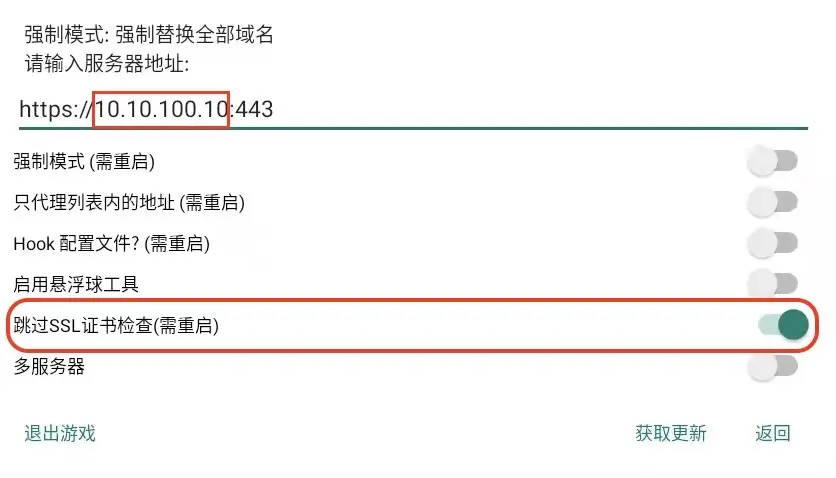 强制模式: 强制替换全部域名
请输入服务器地址:
https://10.10.100.10:443
强制模式 (需重启)
只代理列表内的地址 (需重启)
Hook 配置文件? (需重启)
启用悬浮球工具
跳过SSL证书检查(需重启)
多服务器
退出游戏 获取更新 返回